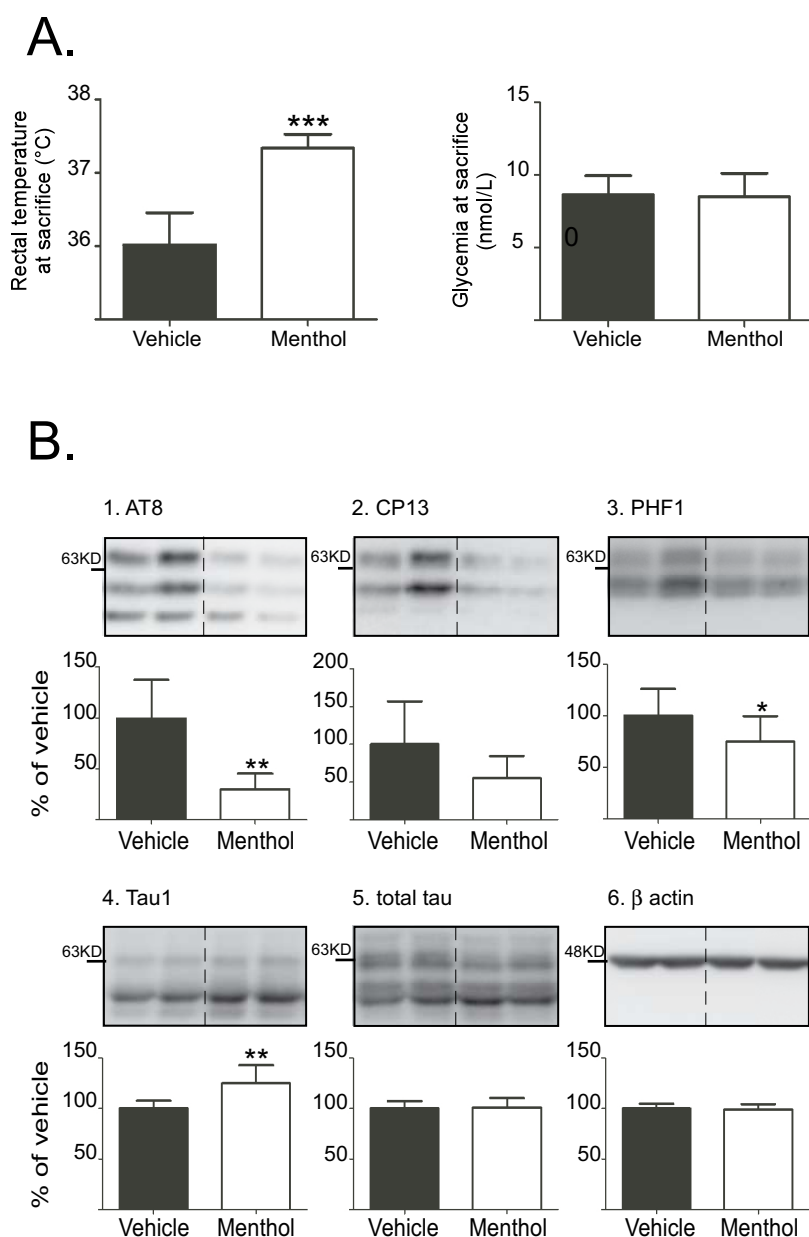 A.
Rectal temperature
at sacrifice (°C)
38
37
36
***
Vehicle Menthol
Glycemia at sacrifice
(nmol/L)
15
10
5
0
Vehicle Menthol
B.
1. AT8
63KD
% of vehicle
150
100
50
**
Vehicle Menthol
2. CP13
63KD
200
150
100
50
Vehicle Menthol
3. PHF1
63KD
150
100
50
*
Vehicle Menthol
4. Tau1
63KD
% of vehicle
150
100
50
**
Vehicle Menthol
5. total tau
63KD
150
100
50
Vehicle Menthol
6. β actin
48KD
150
100
50
Vehicle Menthol